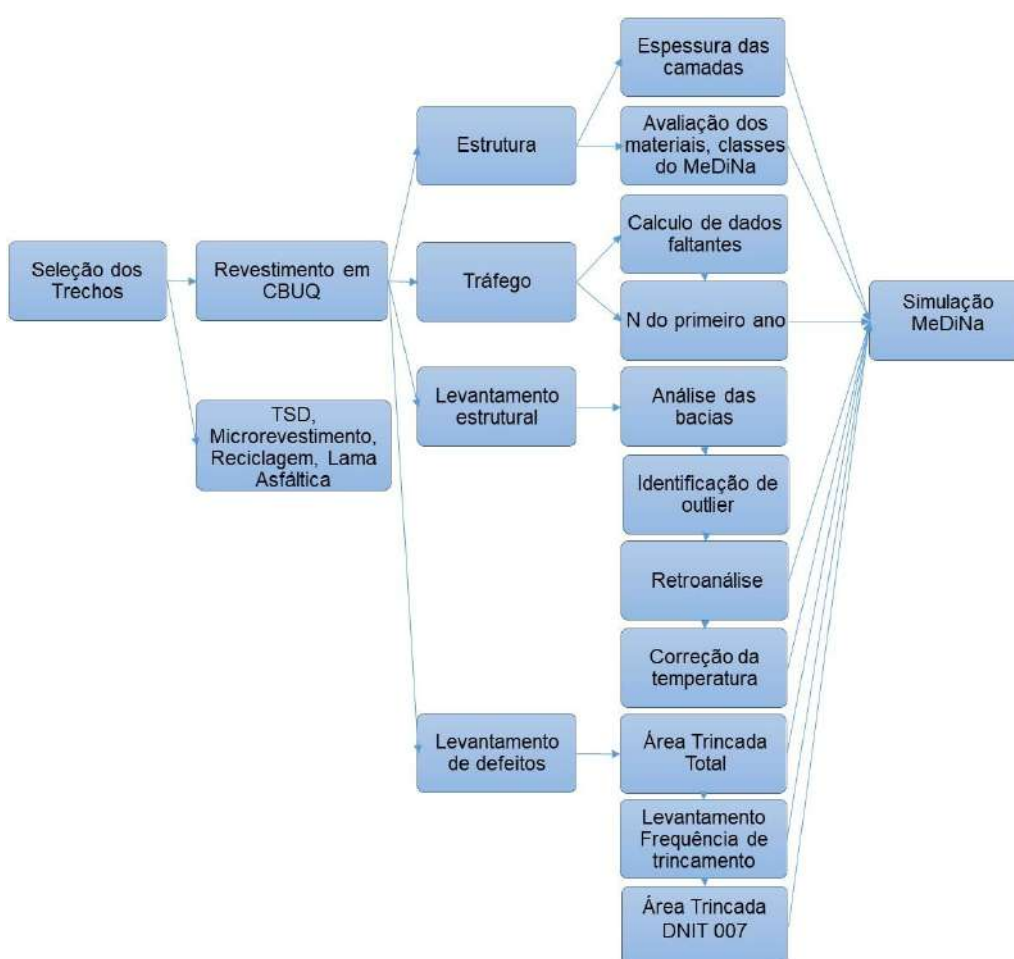 Seleção dos
Trechos
Revestimento em
CBUQ
TSD,
Microrevestimento,
Reciclagem, Lama
Asfáltica
Estrutura
Espessura das
camadas
Avaliação dos
materiais, classes
do MeDiNa
Tráfego
Calculo de dados
faltantes
N do primeiro ano
Levantamento
estrutural
Análise das
bacias
Identificação de
outlier
Retroanálise
Correção da
temperatura
Levantamento
de defeitos
Área Trincada
Total
Levantamento
Frequência de
trincamento
Área Trincada
DNIT 007
Simulação
MeDiNa